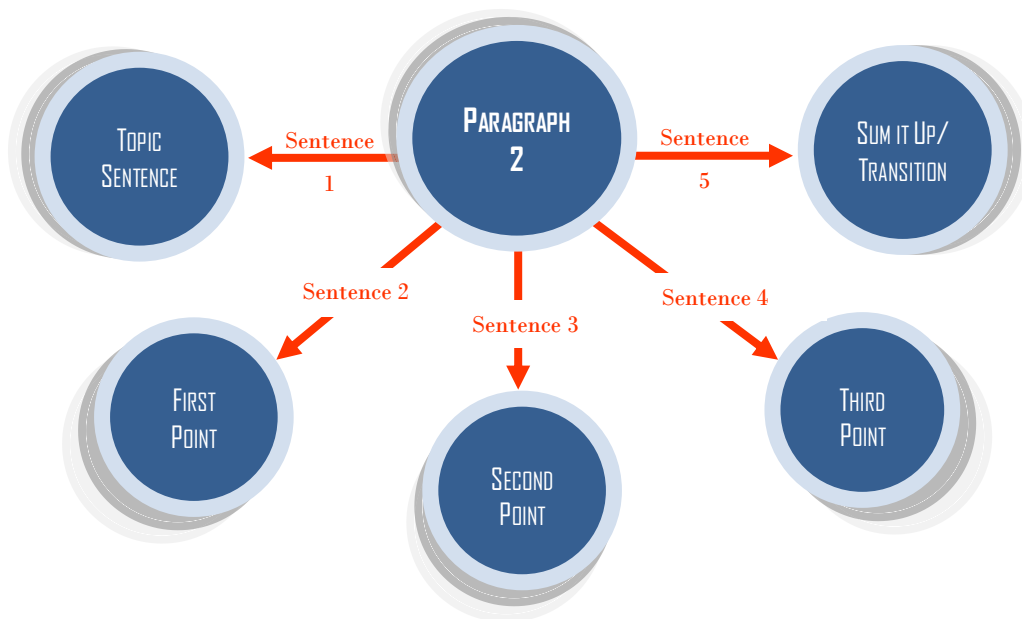 PARAGRAPH
2
Sentence
1
TOPIC
SENTENCE
Sentence 2
FIRST
POINT
Sentence 3
SECOND
POINT
Sentence 4
THIRD
POINT
Sentence
5
SUM IT UP/
TRANSITION